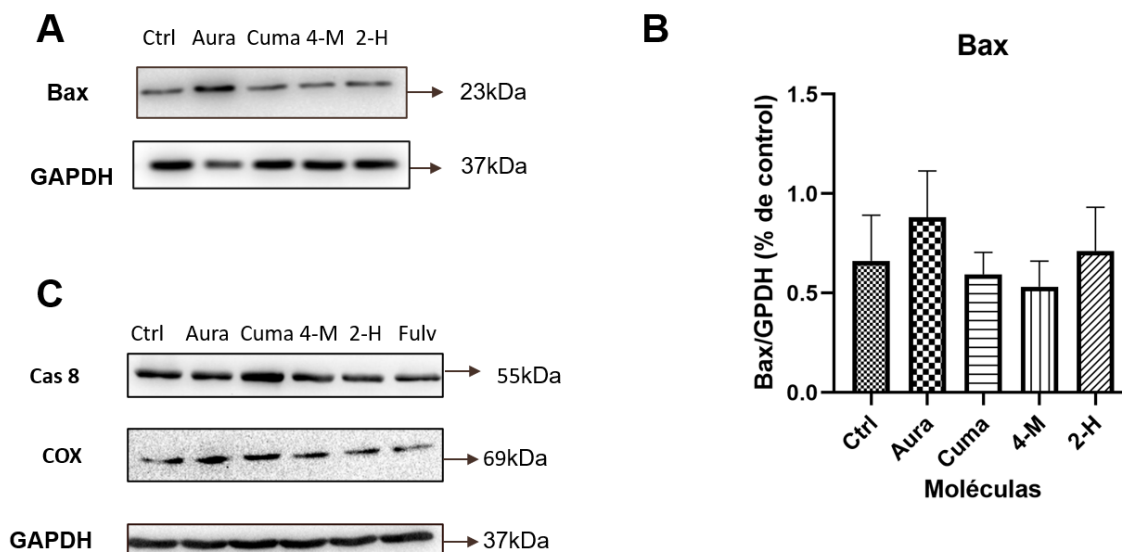 A
Ctrl Aura Cuma 4-M 2-H
Bax
23kDa
GAPDH
37kDa
B
Bax
Bax/GPDH (% de control)
1.5
1.0
0.5
0.0
Ctrl
Aura
Cuma
4-M
2-H
Moléculas
C
Ctrl Aura Cuma 4-M 2-H Fulv
Cas 8
55kDa
COX
69kDa
GAPDH
37kDa